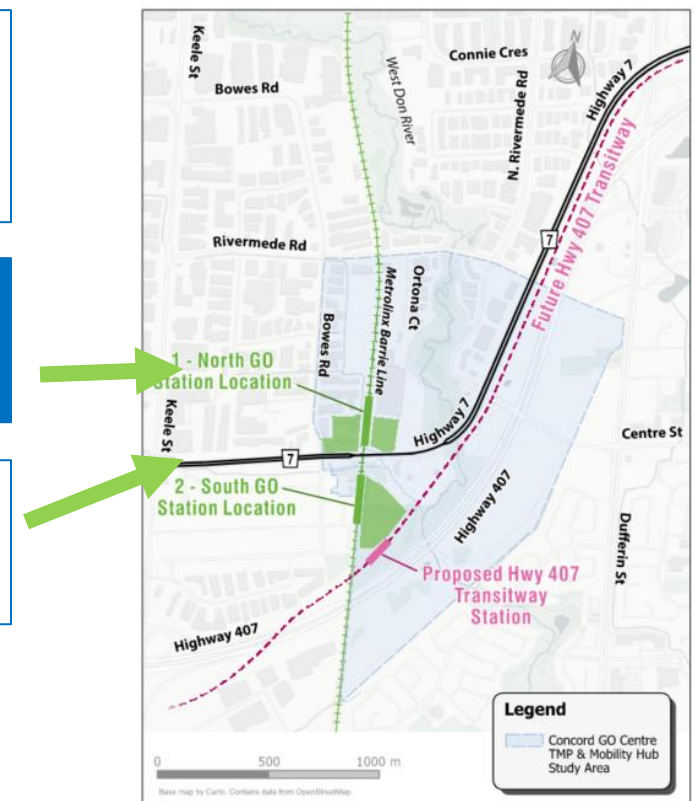 Keele St
Bowes Rd
West Don River
Connie Cres
N
N. Rivermede Rd
Highway 7
Future Hwy 407 Transitway
7
Rivermede Rd
Bowes Rd
Metrolinx Barrie Line
Ortona Ct
1 - North GO
Station Location
Keele St
7
Highway 7
Centre St
2 - South GO
Station Location
Highway 407
Dufferin St
Proposed Hwy 407
Transitway
Station
Highway 407
Legend
Concord GO Centre
TMP & Mobility Hub
Study Area
0 500 1000 m
Base map by Carto. Contains data from OpenStreetMap